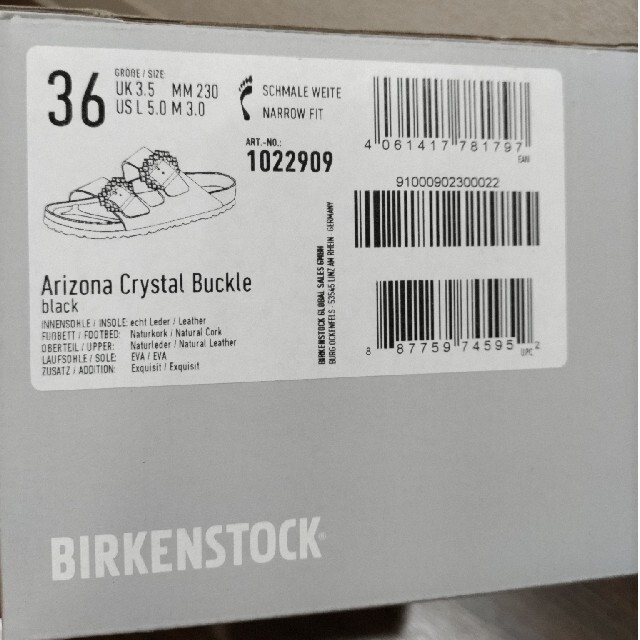 36
GRÖßE / SIZE
UK 3.5 MM 230
US L 5.0 M 3.0
SCHMALE WEITE
NARROW FIT
ART.-NO.:
1022909
4 061417 781797
EAN
91000902300022
8 87759 74595 2
UPC
BIRKENSTOCK GLOBAL SALES GMBH
BURG OCKENFELS - 53545 LINZ AM RHEIN GERMANY
Arizona Crystal Buckle
black
INNENSOHLE / INSOLE: echt Leder / Leather
FUßBETT / FOOTBED: Naturkork / Natural Cork
OBERTEIL / UPPER: Naturleder / Natural Leather
LAUFSOHLE / SOLE: EVA / EVA
ZUSATZ / ADDITION: Exquisit / Exquisit
BIRKENSTOCK